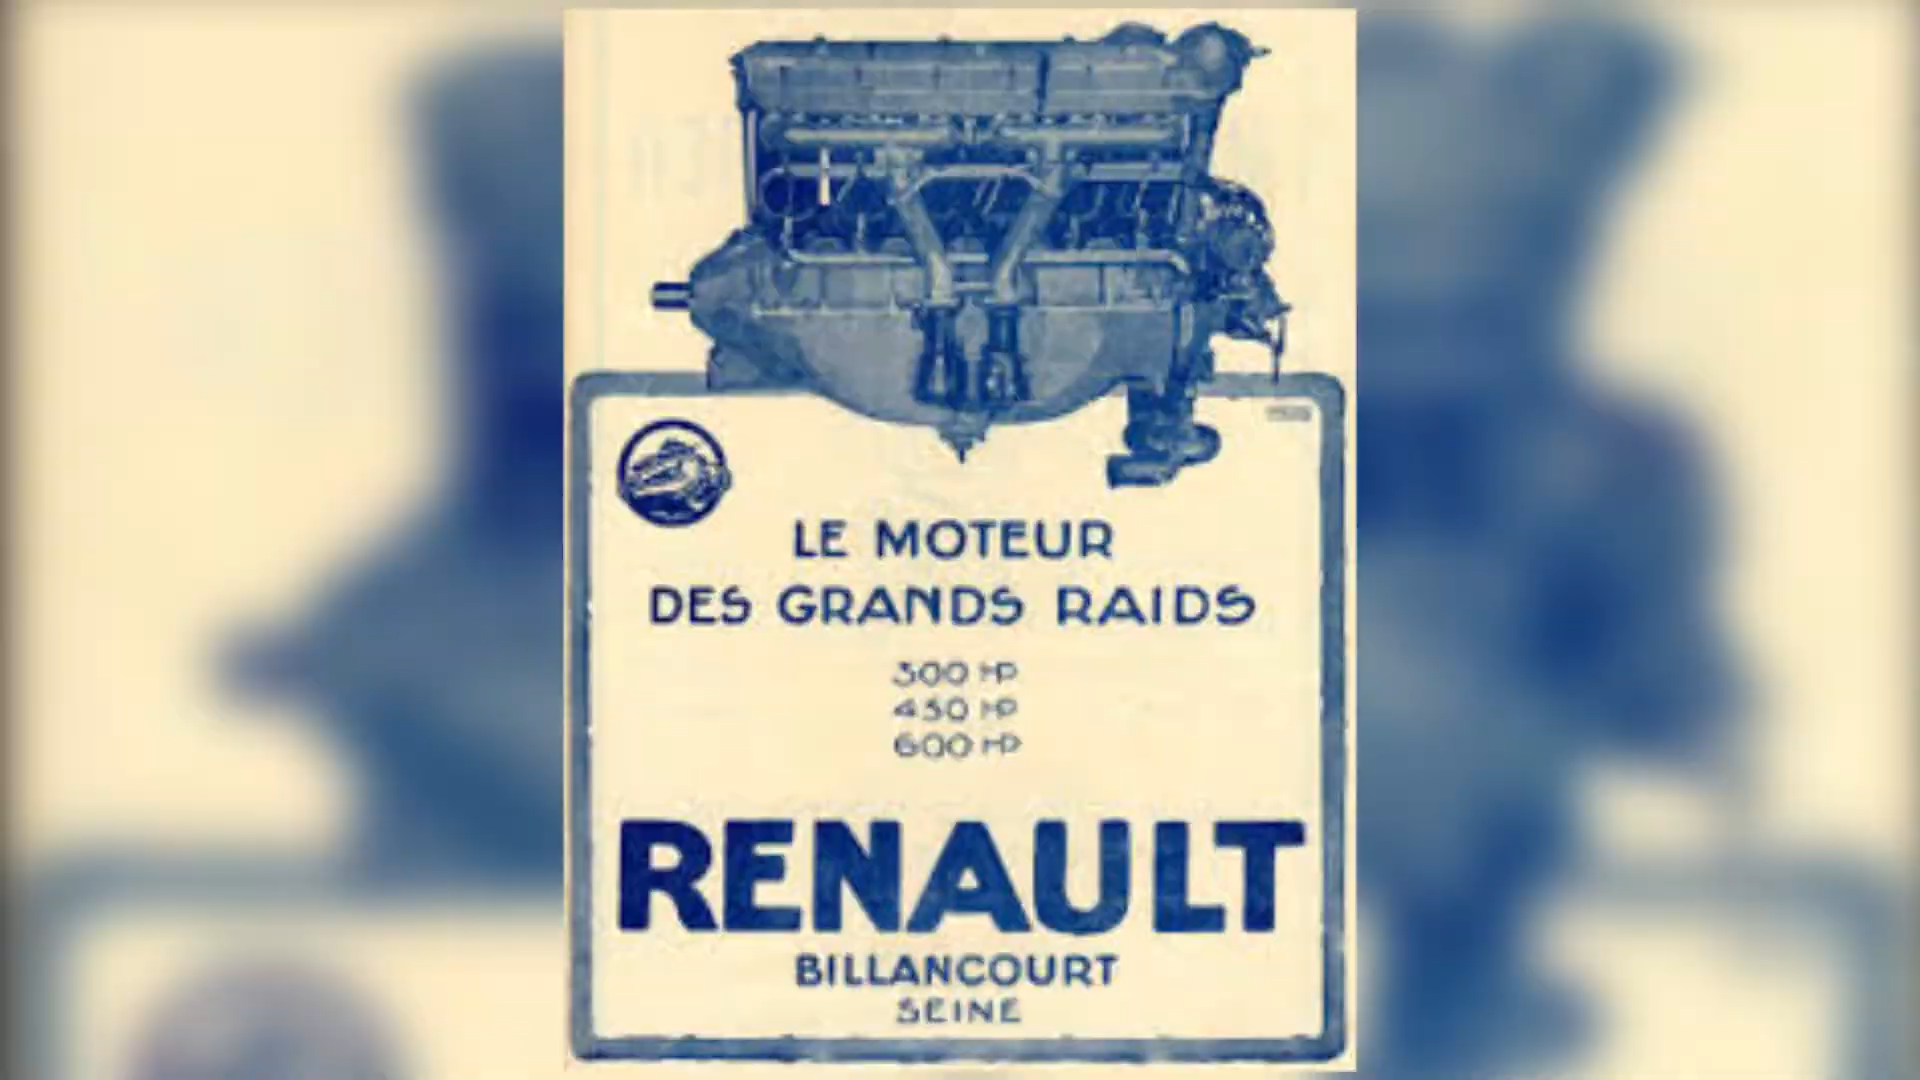 LE MOTEUR
DES GRANDS RAIDS
300 HP
450 HP
600 HP
RENAULT
BILLANCOURT
SEINE